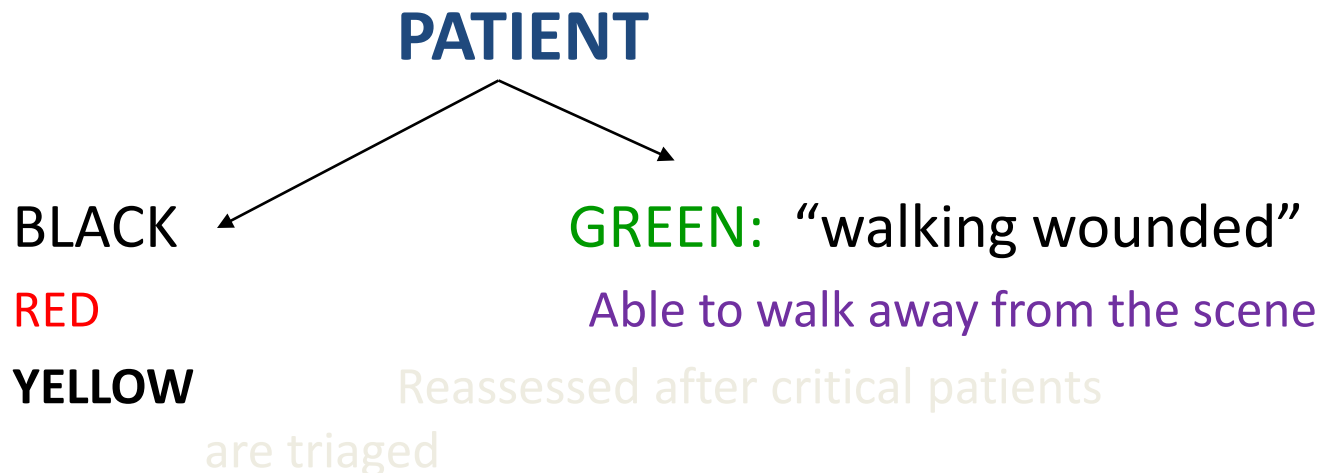 PATIENT
BLACK GREEN: “walking wounded”
RED Able to walk away from the scene
YELLOW Reassessed after critical patients
are triaged